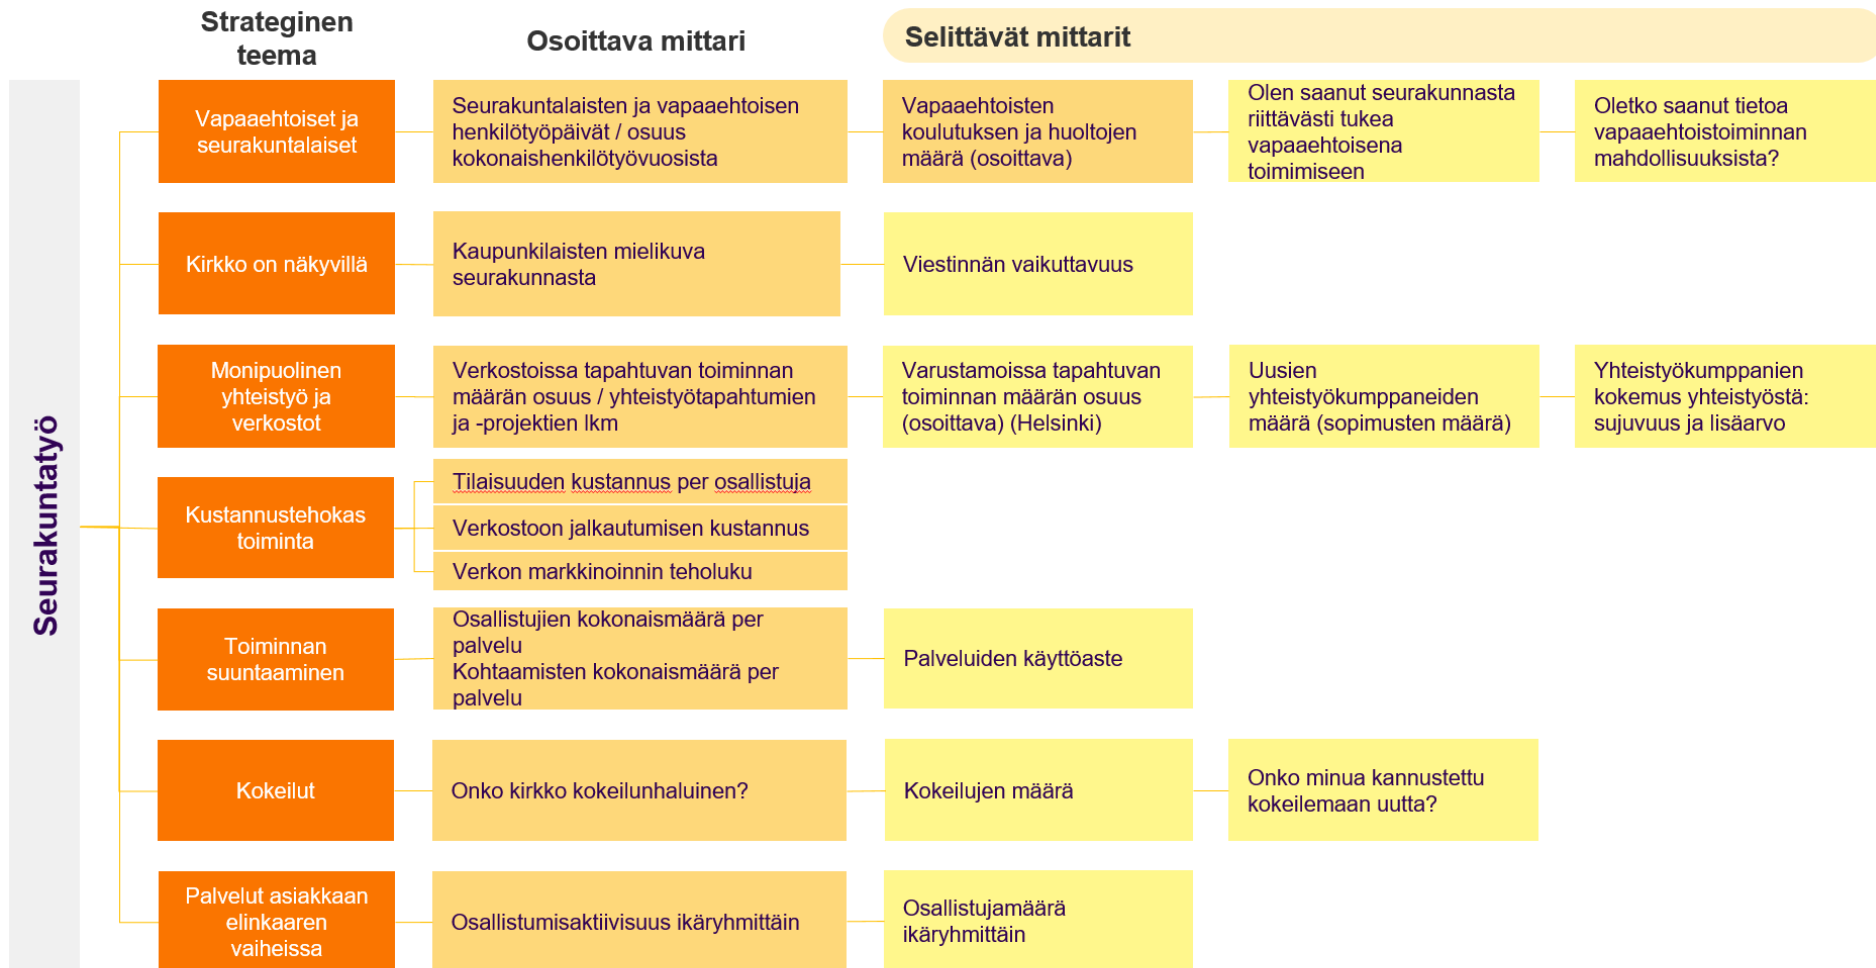 Strateginen
teema
Osoittava mittari
Selittävät mittarit
Seurakuntatyö
Vapaaehtoiset ja
seurakuntalaiset
Seurakuntalaisten ja vapaaehtoisen
henkilötyöpäivät / osuus
kokonaishenkilötyövuosista
Vapaaehtoisten
koulutuksen ja huoltojen
määrä (osoittava)
Olen saanut seurakunnasta
riittävästi tukea
vapaaehtoisena
toimimiseen
Oletko saanut tietoa
vapaaehtoistoiminnan
mahdollisuuksista?
Kirkko on näkyvillä
Kaupunkilaisten mielikuva
seurakunnasta
Viestinnän vaikuttavuus
Monipuolinen
yhteistyö ja
verkostot
Verkostoissa tapahtuvan toiminnan
määrän osuus / yhteistyötapahtumien
ja -projektien lkm
Varustamoissa tapahtuvan
toiminnan määrän osuus
(osoittava) (Helsinki)
Uusien
yhteistyökumppaneiden
määrä (sopimusten määrä)
Yhteistyökumppanien
kokemus yhteistyöstä:
sujuvuus ja lisäarvo
Kustannustehokas
toiminta
Tilaisuuden kustannus per osallistuja
Verkostoon jalkautumisen kustannus
Verkon markkinoinnin teholuku
Toiminnan
suuntaaminen
Osallistujien kokonaismäärä per
palvelu
Kohtaamisten kokonaismäärä per
palvelu
Palveluiden käyttöaste
Kokeilut
Onko kirkko kokeilunhaluinen?
Kokeilujen määrä
Onko minua kannustettu
kokeilemaan uutta?
Palvelut asiakkaan
elinkaaren
vaiheissa
Osallistumisaktiivisuus ikäryhmittäin
Osallistujamäärä
ikäryhmittäin